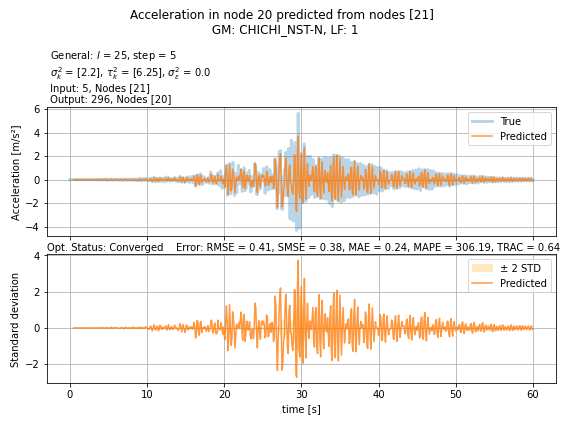 Acceleration in node 20 predicted from nodes [21]
GM: CHICHI_NST-N, LF: 1
General: l = 25, step = 5
σ²ₖ = [2.2], τ²ₖ = [6.25], σ²ε = 0.0
Input: 5, Nodes [21]
Output: 296, Nodes [20]
6
4
2
0
−2
−4
Acceleration [m/s²]
True
Predicted
Opt. Status: Converged Error: RMSE = 0.41, SMSE = 0.38, MAE = 0.24, MAPE = 306.19, TRAC = 0.64
4
2
0
−2
Standard deviation
± 2 STD
Predicted
0 10 20 30 40 50 60
time [s]